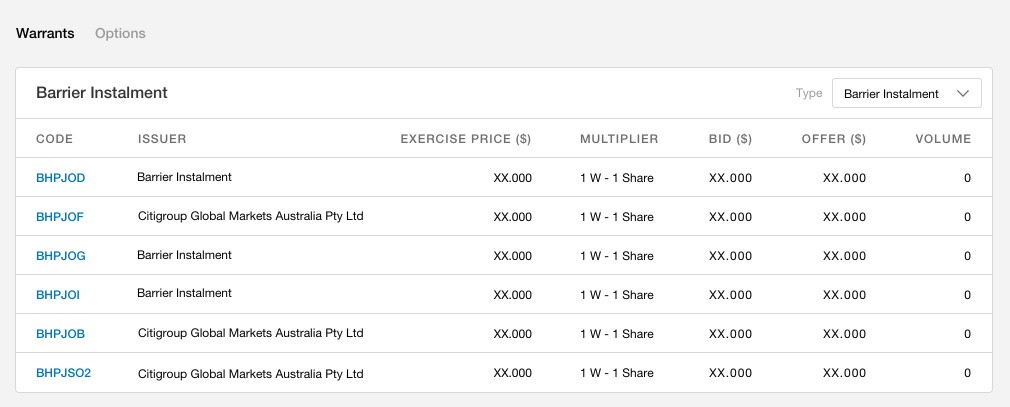 Warrants Options
Barrier Instalment Type Barrier Instalment
CODE ISSUER EXERCISE PRICE ($) MULTIPLIER BID ($) OFFER ($) VOLUME
BHPJOD Barrier Instalment XX.000 1 W - 1 Share XX.000 XX.000 0
BHPJOF Citigroup Global Markets Australia Pty Ltd XX.000 1 W - 1 Share XX.000 XX.000 0
BHPJOG Barrier Instalment XX.000 1 W - 1 Share XX.000 XX.000 0
BHPJOI Barrier Instalment XX.000 1 W - 1 Share XX.000 XX.000 0
BHPJOB Citigroup Global Markets Australia Pty Ltd XX.000 1 W - 1 Share XX.000 XX.000 0
BHPJSO2 Citigroup Global Markets Australia Pty Ltd XX.000 1 W - 1 Share XX.000 XX.000 0